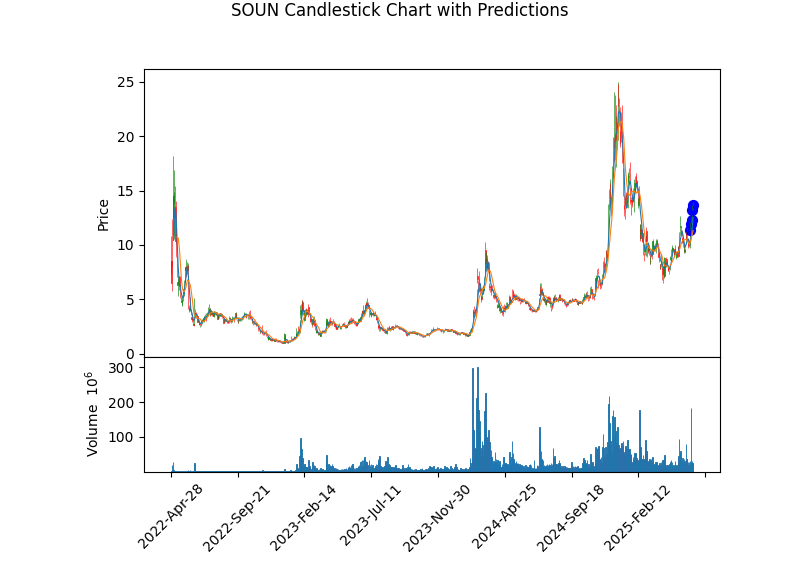 SOUN Candlestick Chart with Predictions
25
20
15
10
5
0
Price
300
200
100
Volume 10^6
2022-Apr-28
2022-Sep-21
2023-Feb-14
2023-Jul-11
2023-Nov-30
2024-Apr-25
2024-Sep-18
2025-Feb-12